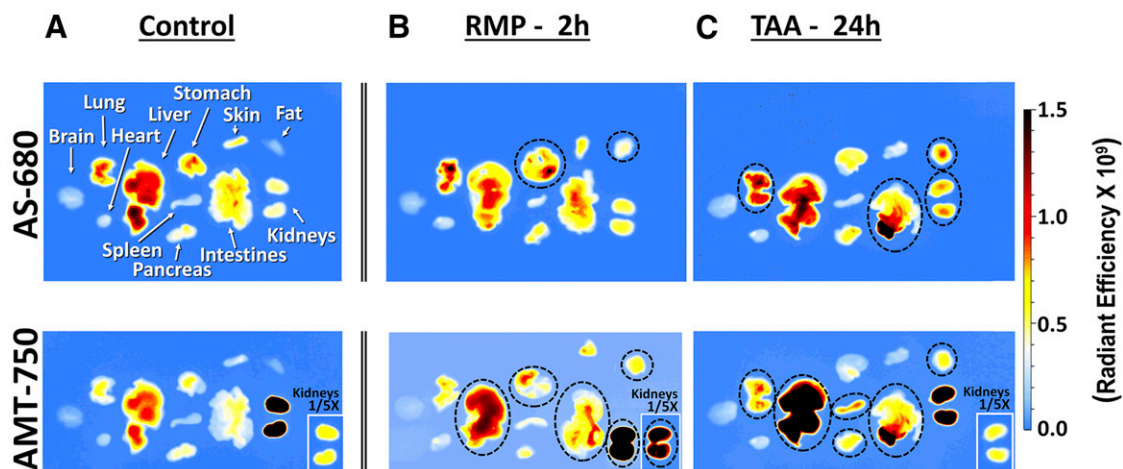 A Control
B RMP - 2h
C TAA - 24h
AS-680
Lung
Stomach
Liver
Skin
Fat
Brain
Heart
Kidneys
Spleen
Intestines
Pancreas
1.5
1.0
0.5
0.0
(Radiant Efficiency X 10⁹)
AMT-750
Kidneys
1/5X
Kidneys
1/5X
Kidneys
1/5X